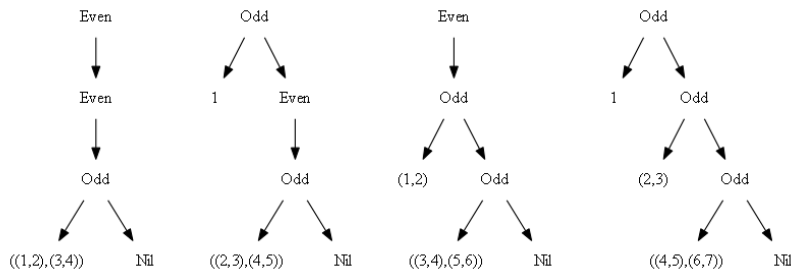 Even Odd Even Odd
Even 1 Even Odd 1 Odd
Odd Odd (1,2) Odd (2,3) Odd
((1,2),(3,4)) Nil ((2,3),(4,5)) Nil ((3,4),(5,6)) Nil ((4,5),(6,7)) Nil